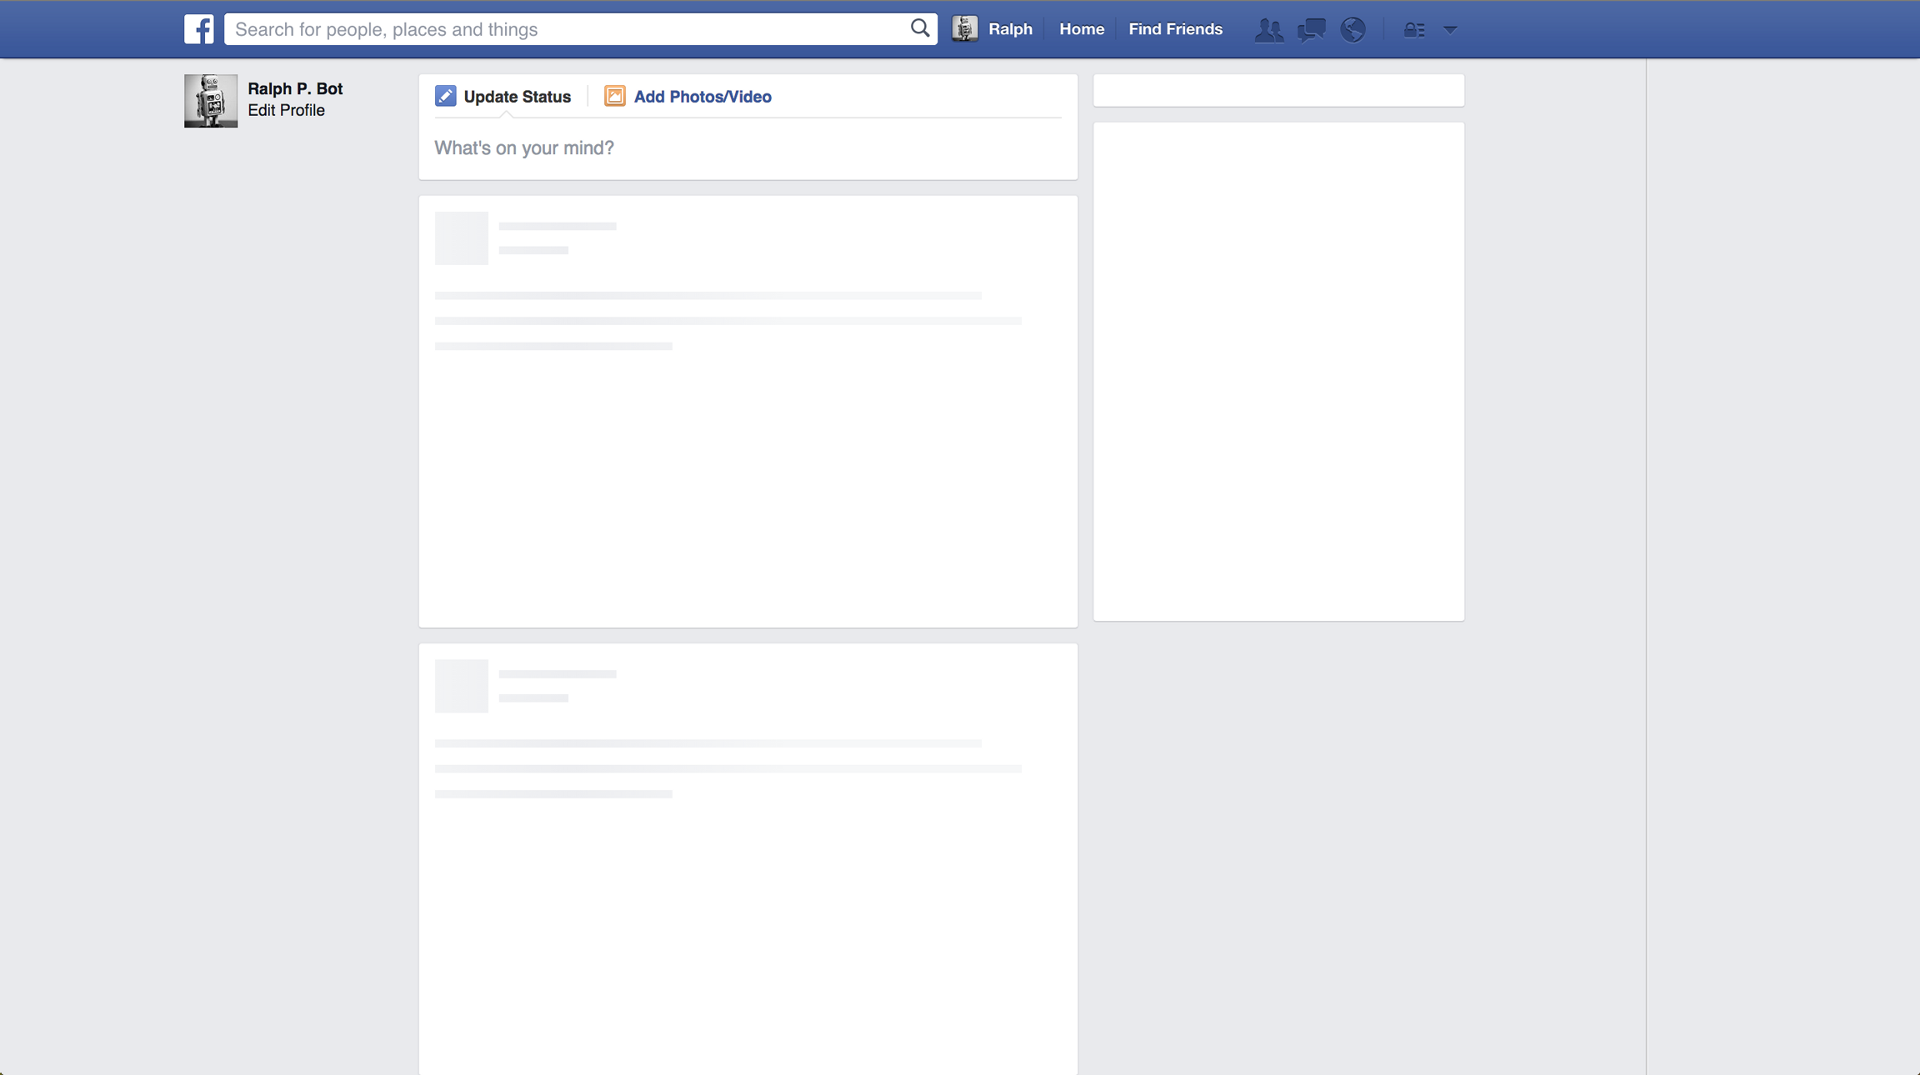 Search for people, places and things
Ralph
Home
Find Friends
Ralph P. Bot
Edit Profile
Update Status
Add Photos/Video
What's on your mind?